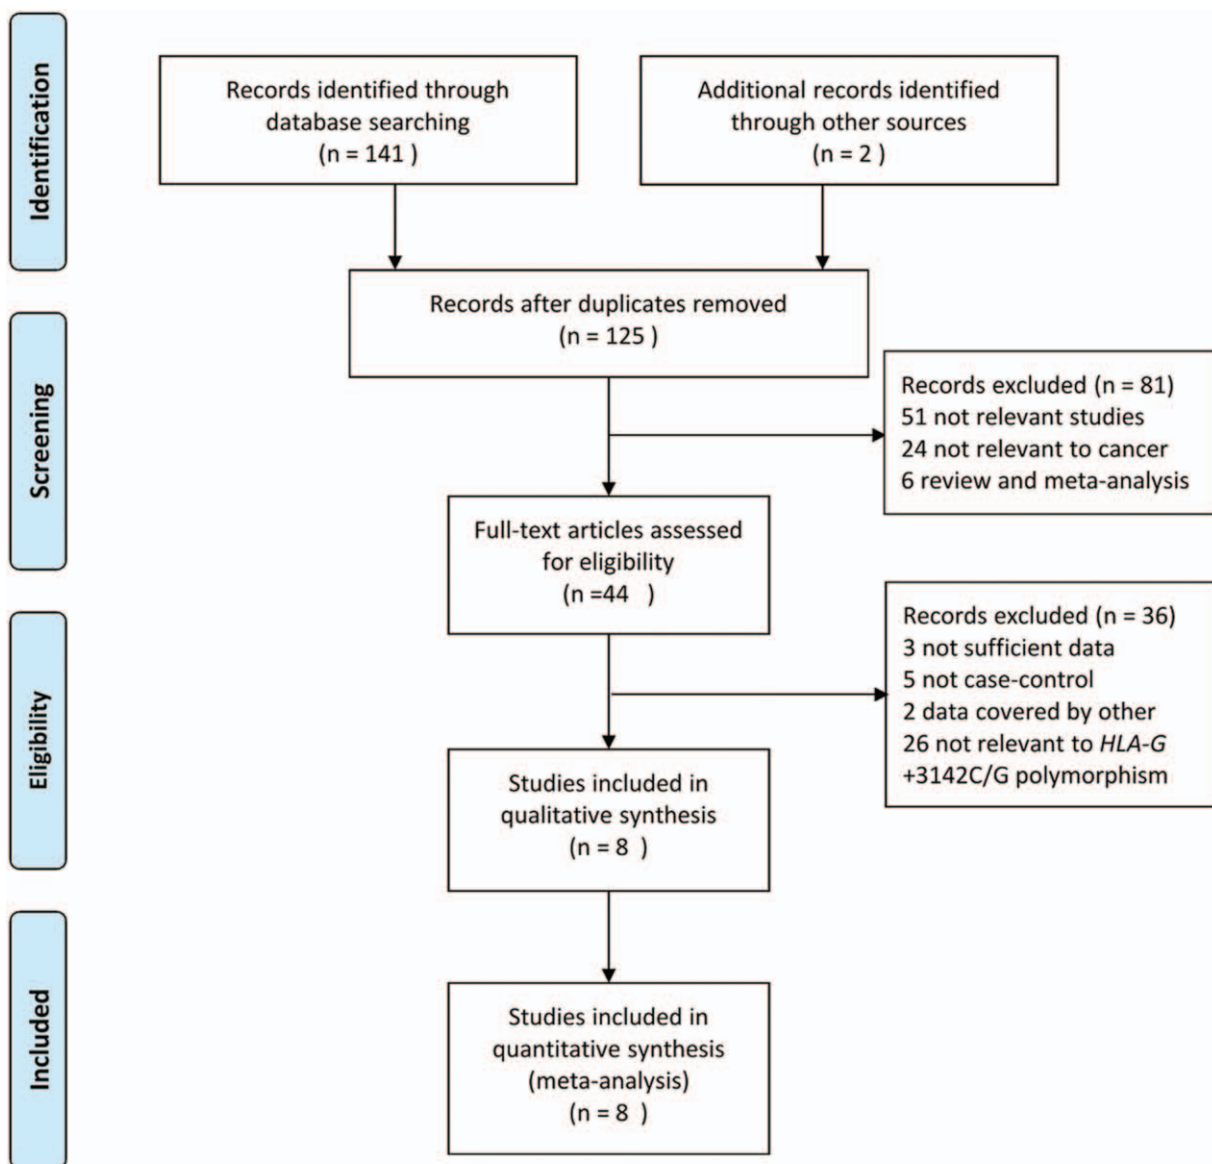 Identification
Records identified through
database searching
(n = 141 )
Additional records identified
through other sources
(n = 2 )
Records after duplicates removed
(n = 125 )
Screening
Records excluded (n = 81)
51 not relevant studies
24 not relevant to cancer
6 review and meta-analysis
Full-text articles assessed
for eligibility
(n =44 )
Eligibility
Records excluded (n = 36)
3 not sufficient data
5 not case-control
2 data covered by other
26 not relevant to HLA-G
+3142C/G polymorphism
Studies included in
qualitative synthesis
(n = 8 )
Included
Studies included in
quantitative synthesis
(meta-analysis)
(n = 8 )